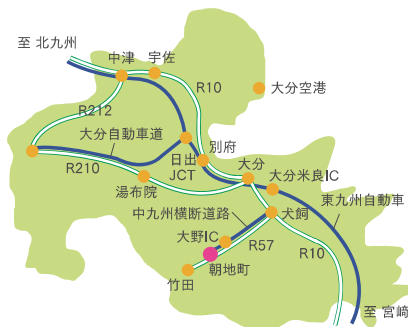 至 北九州
中津
宇佐
R10
大分空港
R212
大分自動車道
日出
JCT
別府
R210
大分
大分米良IC
湯布院
東九州自動車
中九州横断道路
犬飼
大野IC
R57
R10
朝地町
竹田
至 宮崎